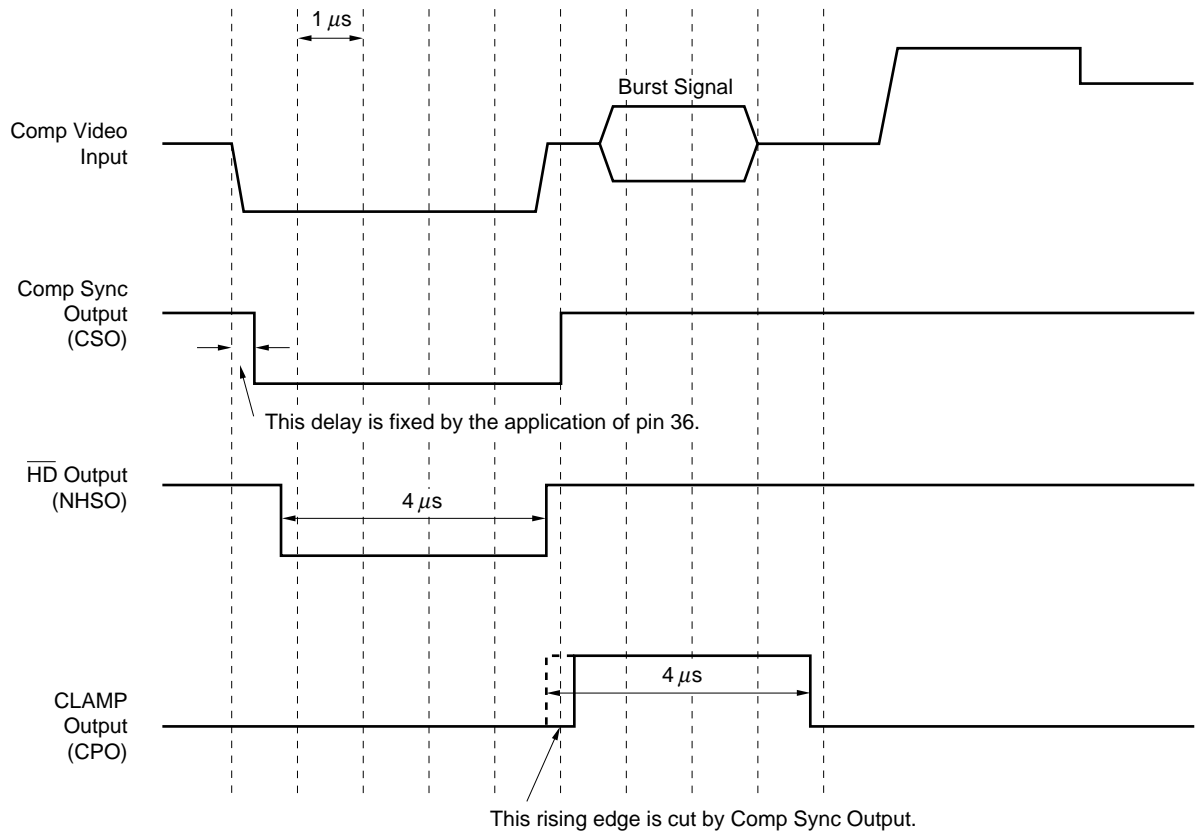 1 μs
Burst Signal
Comp Video
Input
Comp Sync
Output
(CSO)
This delay is fixed by the application of pin 36.
HD Output
(NHSO)
4 μs
4 μs
CLAMP
Output
(CPO)
This rising edge is cut by Comp Sync Output.